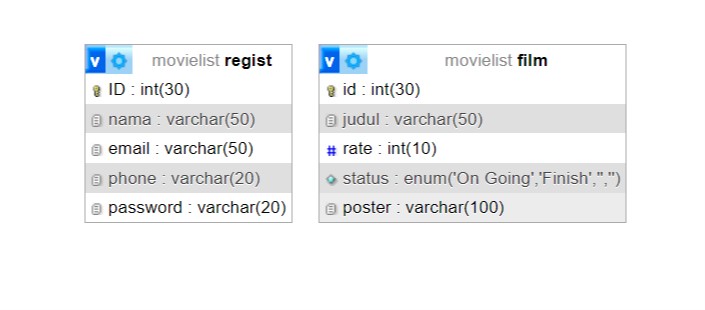 v movielist regist
ID : int(30)
nama : varchar(50)
email : varchar(50)
phone : varchar(20)
password : varchar(20)
v movielist film
id : int(30)
judul : varchar(50)
# rate : int(10)
status : enum('On Going','Finish','','')
poster : varchar(100)